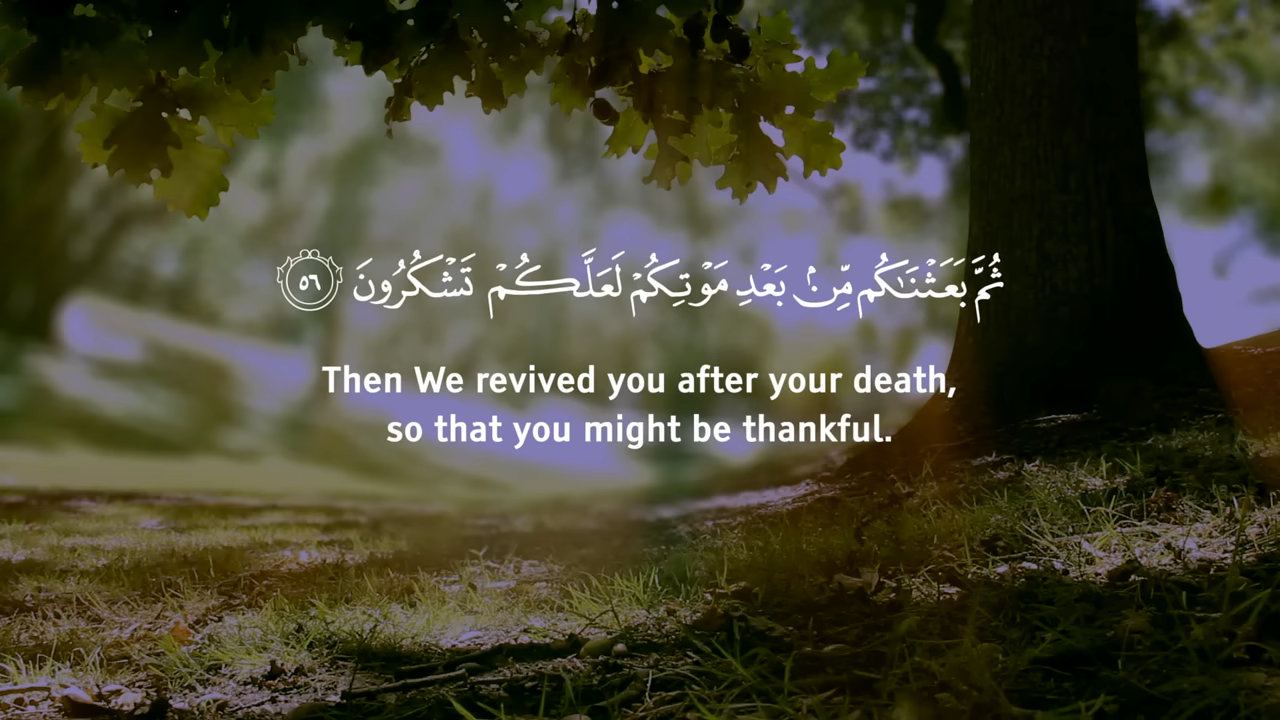 ثُمَّ بَعَثْنَـٰكُم مِّنۢ بَعْدِ مَوْتِكُمْ لَعَلَّكُمْ تَشْكُرُونَ ٥٦
Then We revived you after your death,
so that you might be thankful.